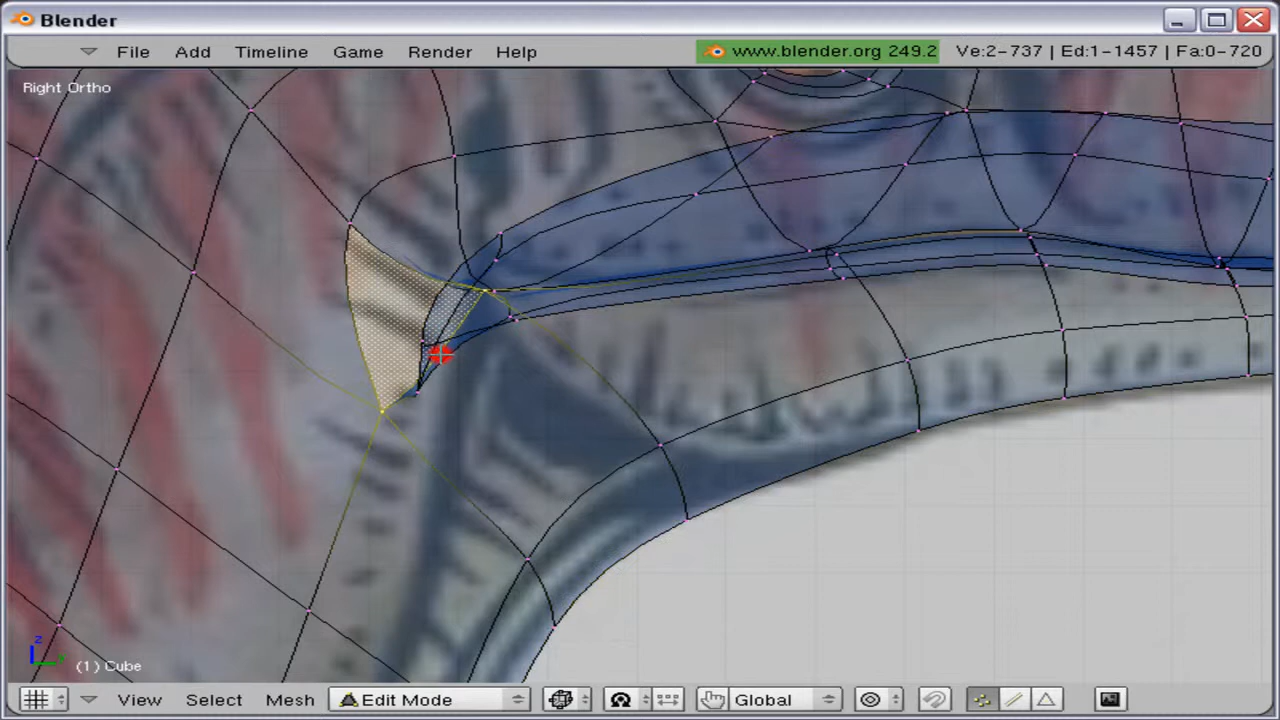 Blender
File Add Timeline Game Render Help www.blender.org 249.2 Ve:2-737 | Ed:1-1457 | Fa:0-720
Right Ortho
z
(1) Cube
View Select Mesh Edit Mode Global